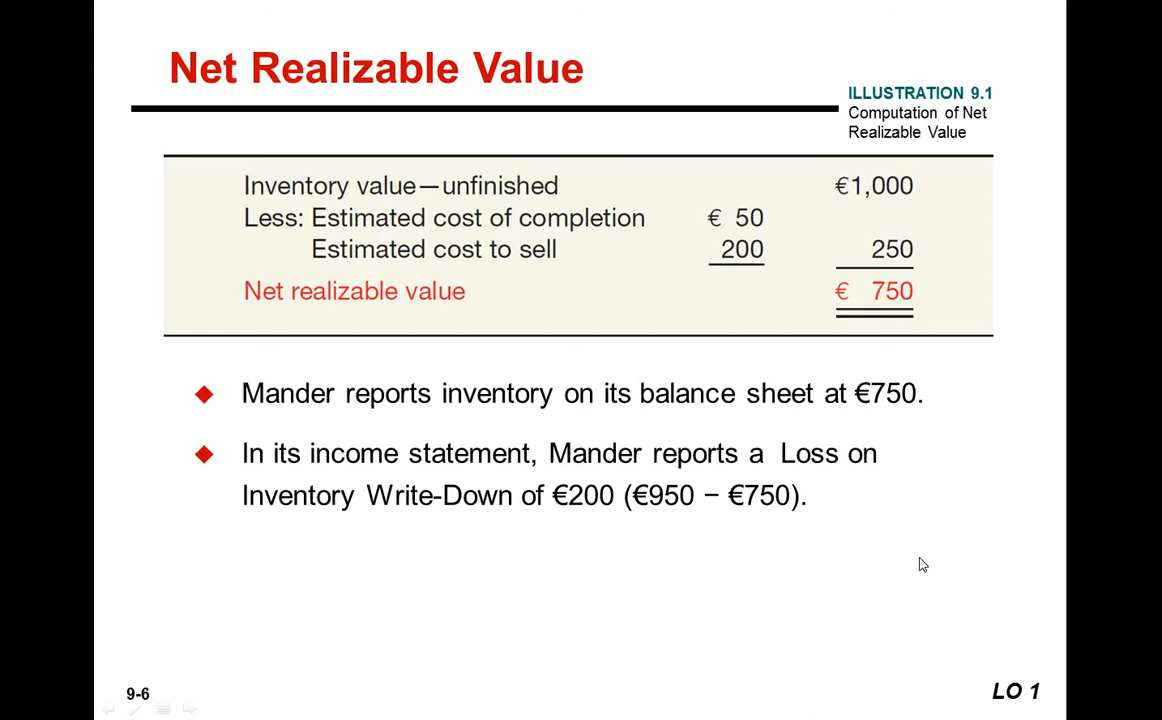 Net Realizable Value
ILLUSTRATION 9.1
Computation of Net
Realizable Value
Inventory value—unfinished €1,000
Less: Estimated cost of completion € 50
Estimated cost to sell 200 250
Net realizable value € 750
Mander reports inventory on its balance sheet at €750.
In its income statement, Mander reports a Loss on
Inventory Write-Down of €200 (€950 − €750).
9-6
LO 1